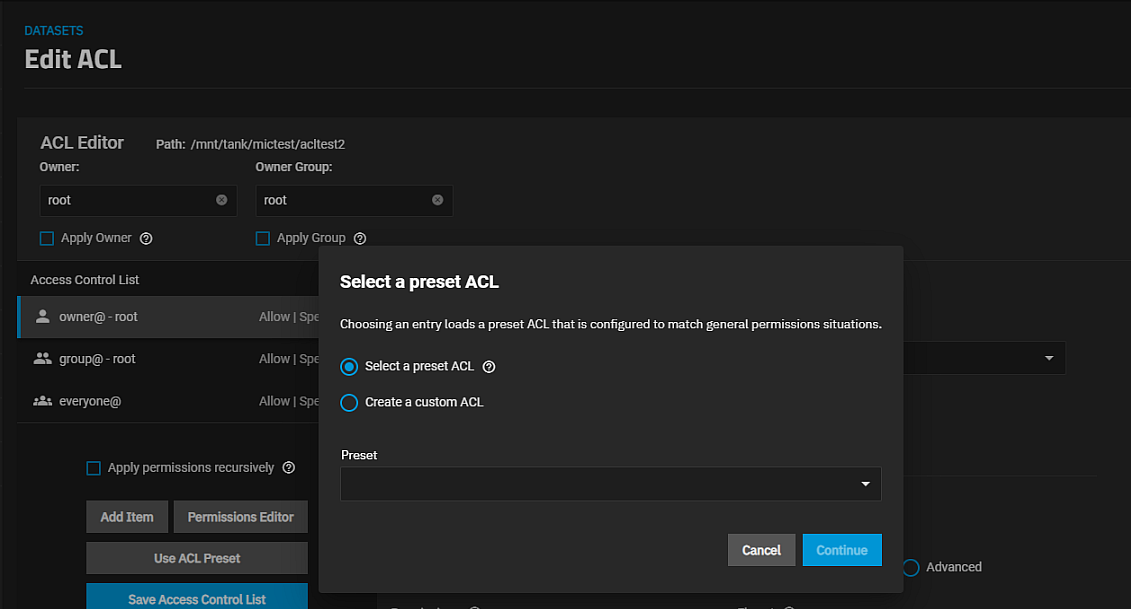 DATASETS
Edit ACL
ACL Editor Path: /mnt/tank/mictest/acltest2
Owner: Owner Group:
root root
Apply Owner Apply Group
Access Control List
owner@ - root Allow | Spe
group@ - root Allow | Spe
everyone@ Allow | Spe
Apply permissions recursively
Add Item Permissions Editor
Use ACL Preset
Save Access Control List
Select a preset ACL
Choosing an entry loads a preset ACL that is configured to match general permissions situations.
Select a preset ACL
Create a custom ACL
Preset
Cancel Continue
Advanced